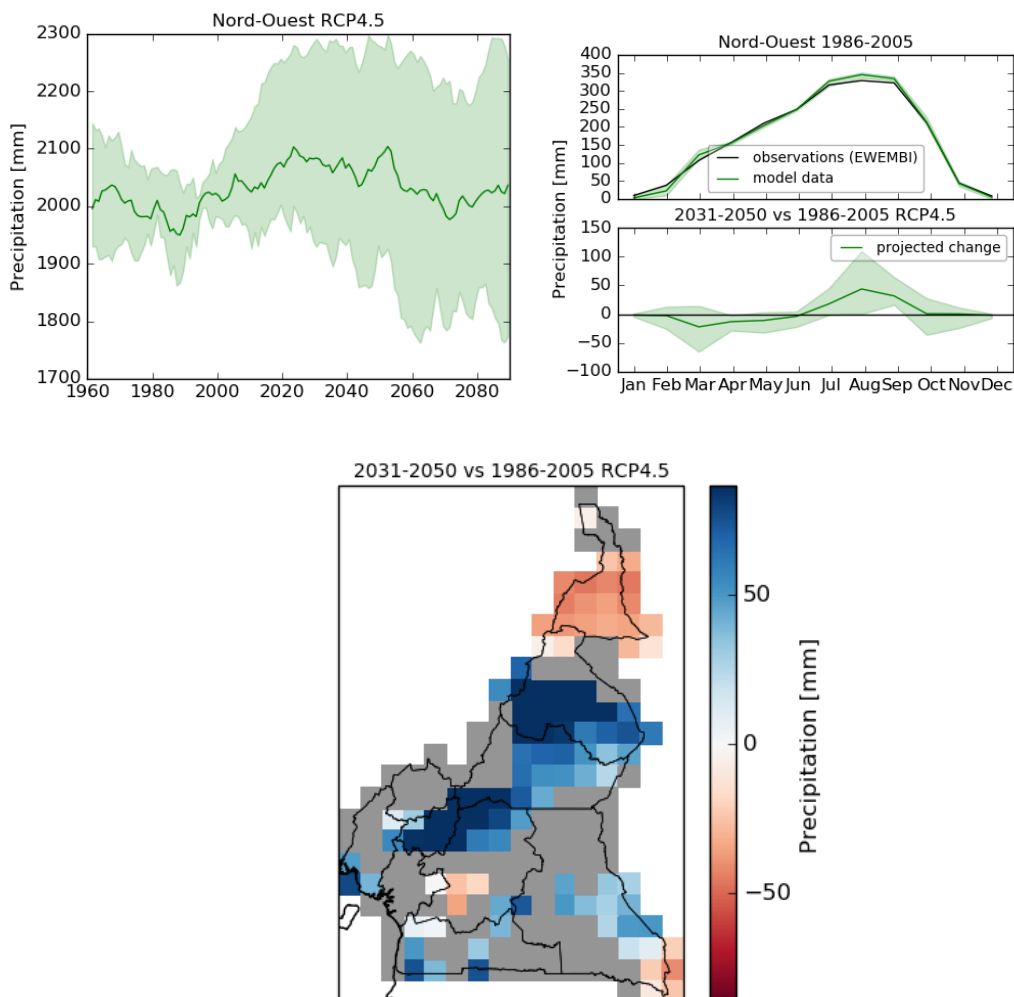 Nord-Ouest RCP4.5
2300
2200
2100
2000
1900
1800
1700
Precipitation [mm]
1960 1980 2000 2020 2040 2060 2080
Nord-Ouest 1986-2005
400
350
300
250
200
150
100
50
0
observations (EWEMBI)
model data
Precipitation [mm]
2031-2050 vs 1986-2005 RCP4.5
150
100
50
0
−50
−100
projected change
Jan Feb Mar Apr May Jun Jul Aug Sep Oct Nov Dec
2031-2050 vs 1986-2005 RCP4.5
50
0
−50
Precipitation [mm]